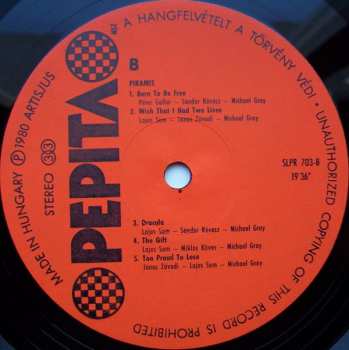 A HANGFELVÉTELT A TÖRVÉNY VÉDI • UNAUTHORIZED COPYING OF THIS RECORD IS PROHIBITED
MADE IN HUNGARY Ⓟ 1980 ARTISJUS
STEREO 33
PEPITA
B
PIRAMIS
1. Born To Be Free
Péter Gallai — Sándor Révész — Michael Gray
2. Wish That I Had Two Lives
Lajos Som — János Závodi — Michael Gray
SLPR 703-B
19'36"
3. Dracula
Lajos Som — Sándor Révész — Michael Gray
4. The Gift
Lajos Som — Miklós Köves — Michael Gray
5. Too Proud To Lose
János Závodi — Lajos Som — Michael Gray